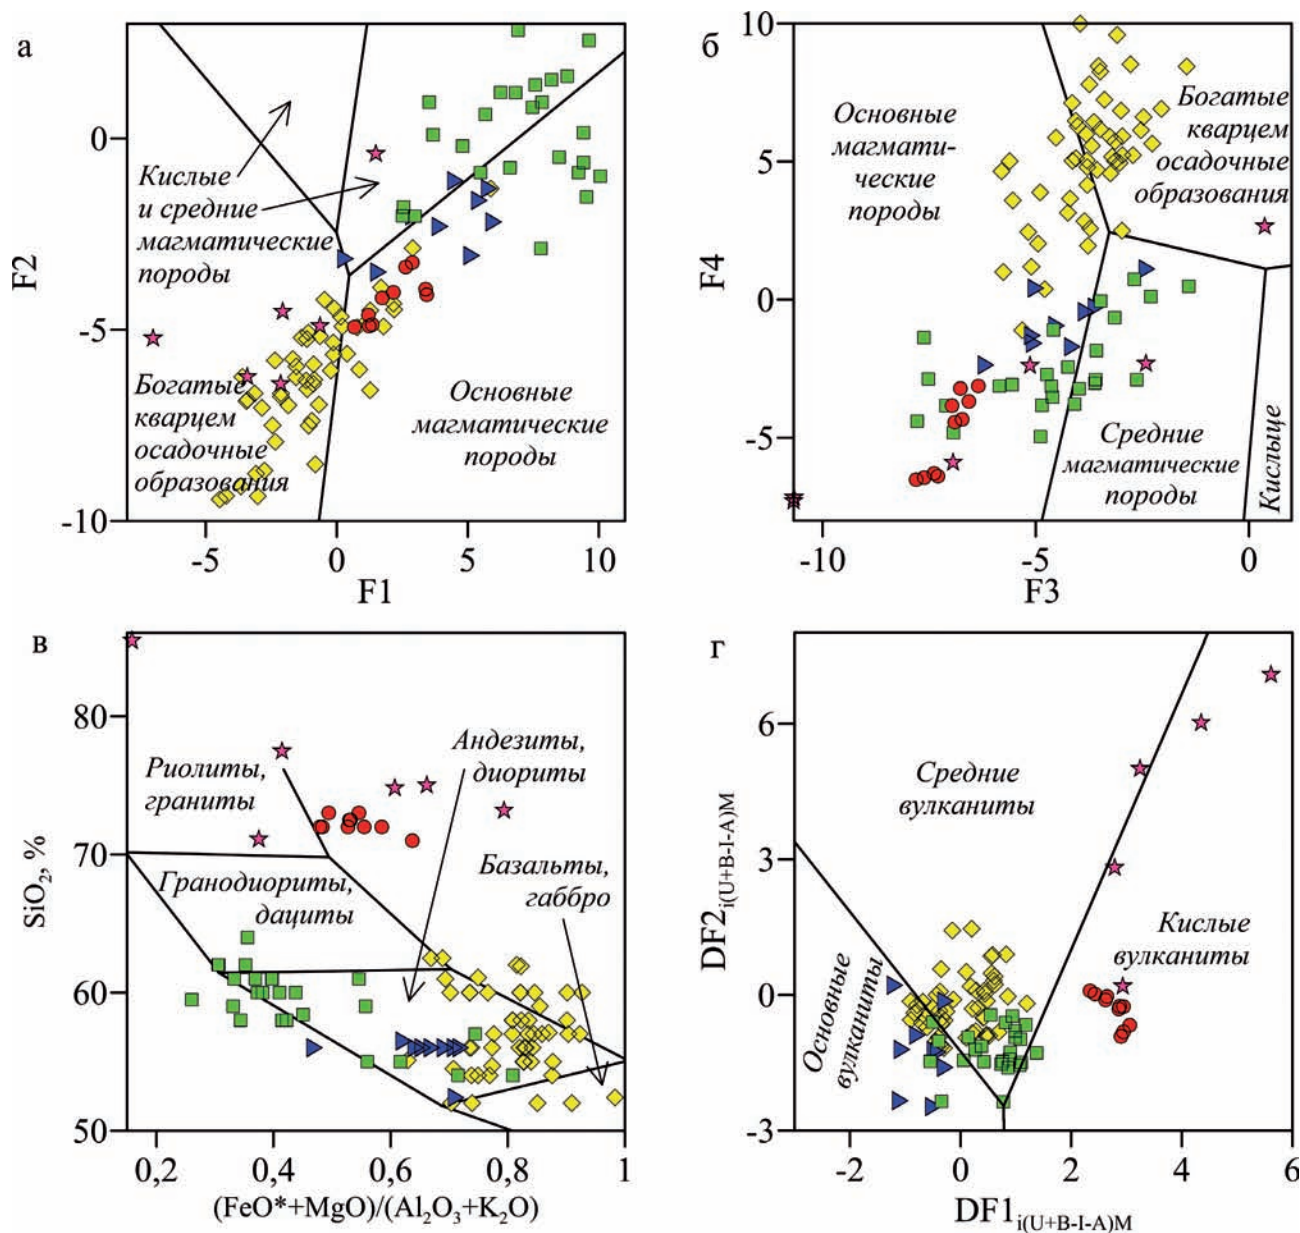 а
0
-5
-10
F2
Кислые
и средние
магматические
породы
Богатые
кварцем
осадочные
образования
Основные
магматические
породы
-5
0
5
10
F1
б
10
5
0
-5
F4
Основные
магмати-
ческие
породы
Богатые
кварцем
осадочные
образования
Средние
магматические
породы
Кислыце
-10
-5
0
F3
в
80
70
60
50
SiO₂, %
Риолиты,
граниты
Андезиты,
диориты
Гранодиориты,
дациты
Базальты,
габбро
0,2
0,4
0,6
0,8
1
(FeO*+MgO)/(Al₂O₃+K₂O)
г
6
3
0
-3
DF2i(U+B-I-A)M
Средние
вулканиты
Основные
вулканиты
Кислые
вулканиты
-2
0
2
4
6
DF1i(U+B-I-A)M